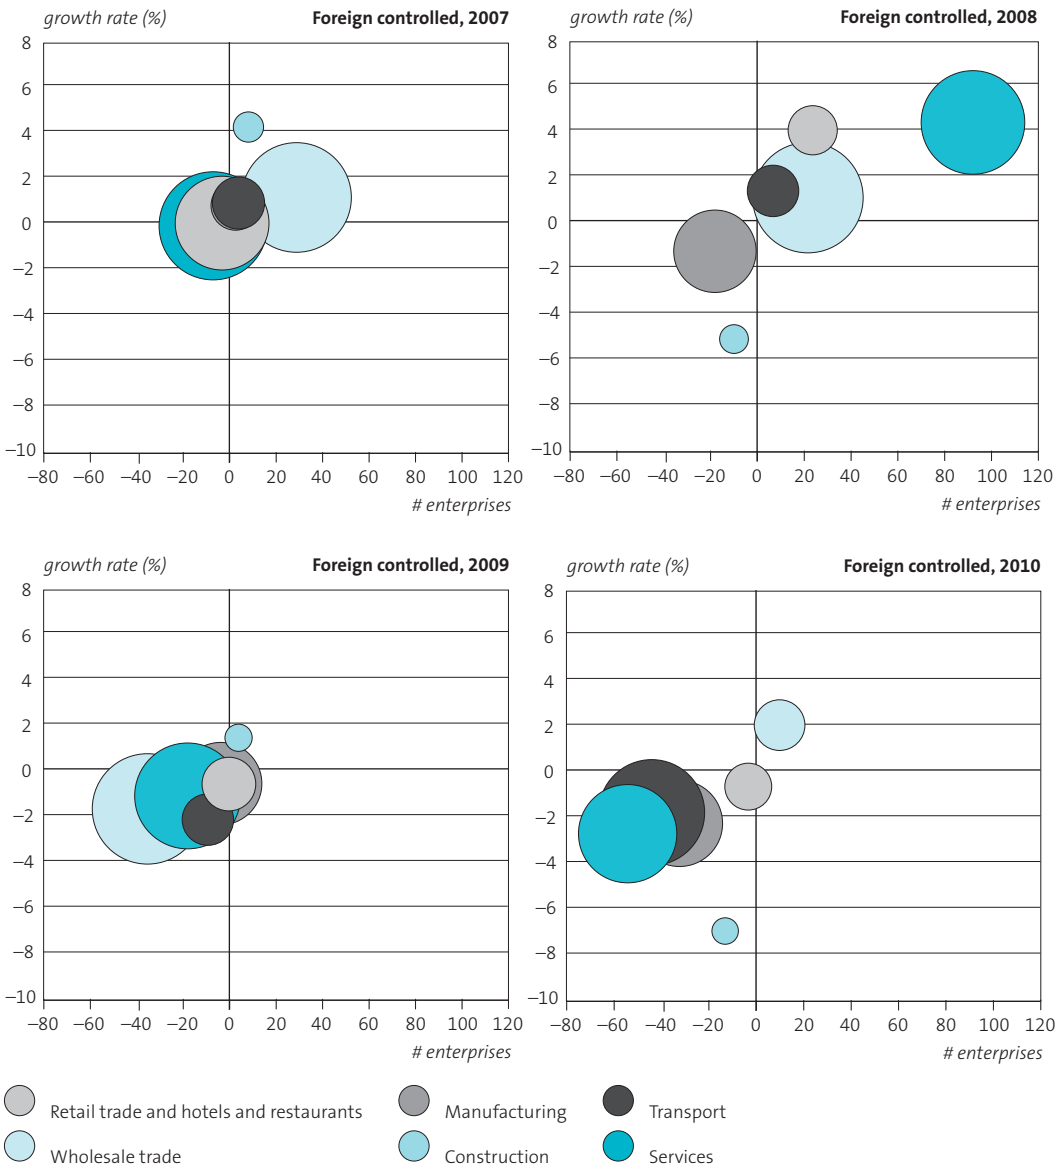 growth rate (%) Foreign controlled, 2007
8
6
4
2
0
−2
−4
−6
−8
−10
−80 −60 −40 −20 0 20 40 60 80 100 120
# enterprises
growth rate (%) Foreign controlled, 2008
8
6
4
2
0
−2
−4
−6
−8
−10
−80 −60 −40 −20 0 20 40 60 80 100 120
# enterprises
growth rate (%) Foreign controlled, 2009
8
6
4
2
0
−2
−4
−6
−8
−10
−80 −60 −40 −20 0 20 40 60 80 100 120
# enterprises
growth rate (%) Foreign controlled, 2010
8
6
4
2
0
−2
−4
−6
−8
−10
−80 −60 −40 −20 0 20 40 60 80 100 120
# enterprises
Retail trade and hotels and restaurants Manufacturing Transport
Wholesale trade Construction Services